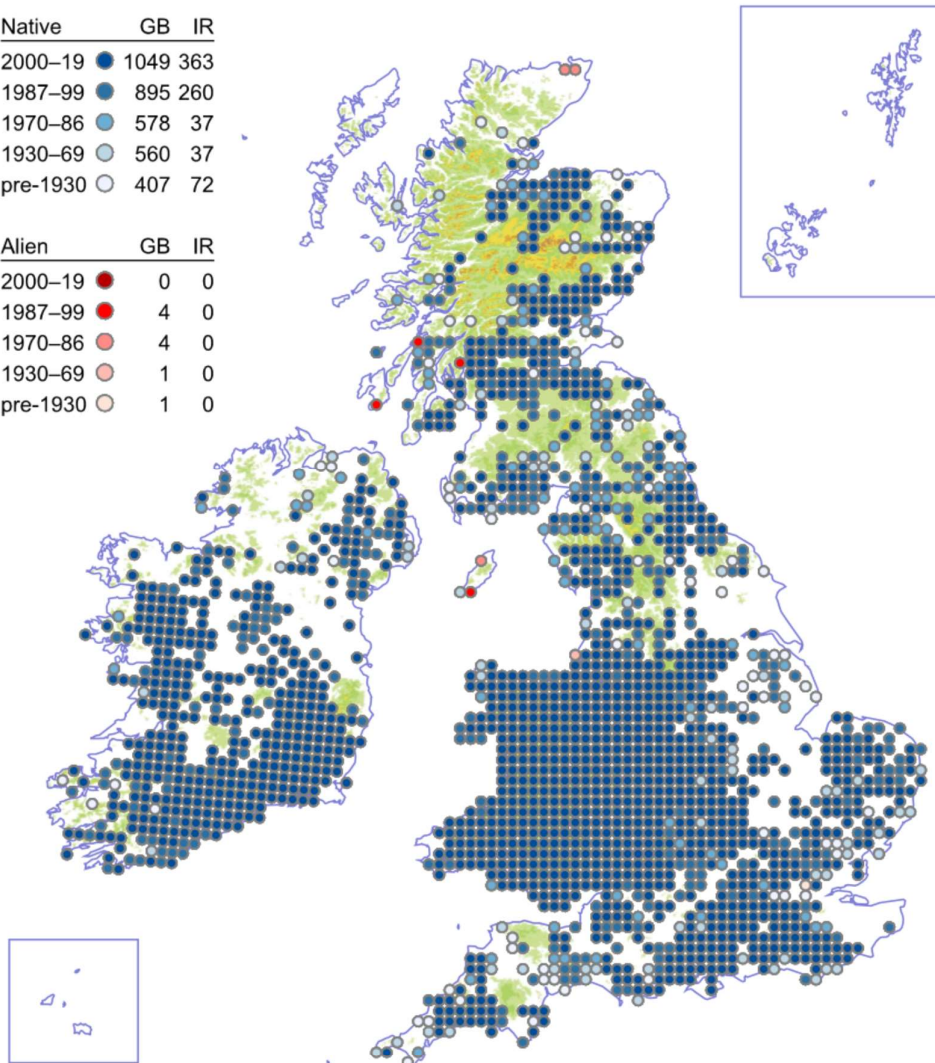 Native GB IR
2000–19 1049 363
1987–99 895 260
1970–86 578 37
1930–69 560 37
pre-1930 407 72
Alien GB IR
2000–19 0 0
1987–99 4 0
1970–86 4 0
1930–69 1 0
pre-1930 1 0